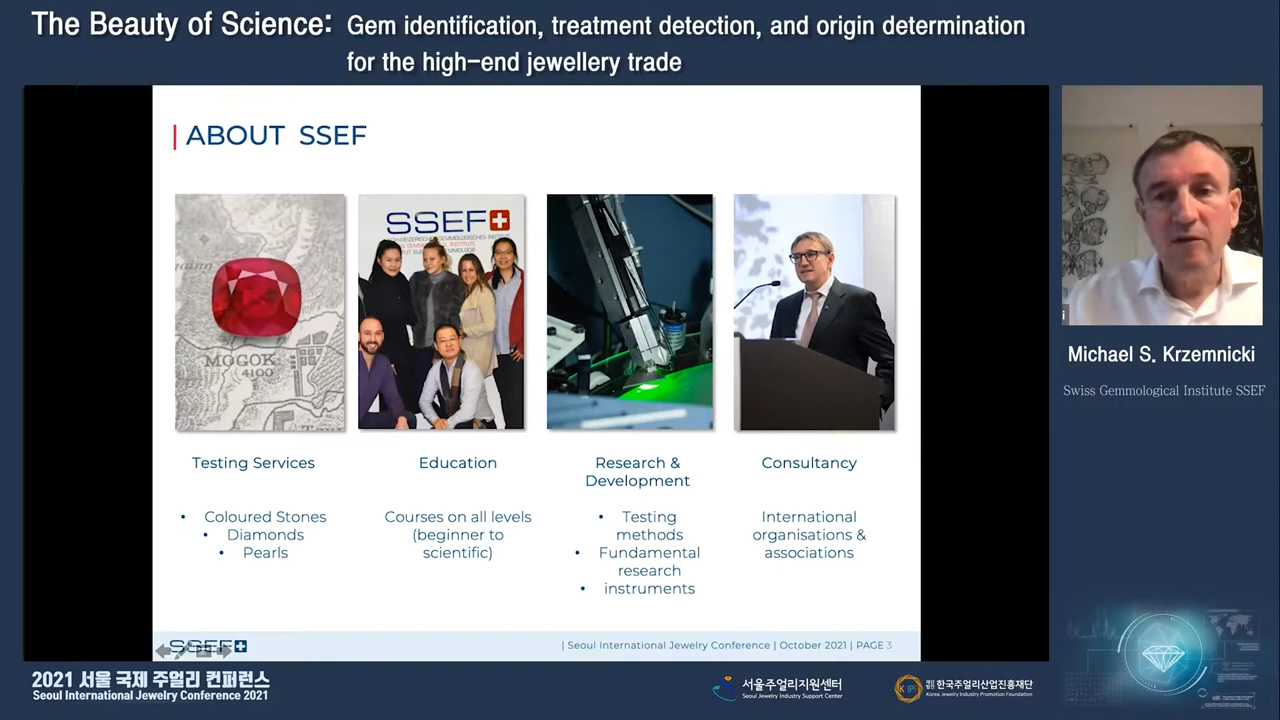 The Beauty of Science: Gem identification, treatment detection, and origin determination
for the high-end jewellery trade
ABOUT SSEF
MOGOK
4100
SSEF
Testing Services
• Coloured Stones
• Diamonds
• Pearls
Education
Courses on all levels
(beginner to
scientific)
Research &
Development
• Testing
methods
• Fundamental
research
• instruments
Consultancy
International
organisations &
associations
SSEF
| Seoul International Jewelry Conference | October 2021 | PAGE 3
Michael S. Krzemnicki
Swiss Gemmological Institute SSEF
2021 서울 국제 주얼리 컨퍼런스
Seoul International Jewelry Conference 2021
서울주얼리지원센터
Seoul Jewelry Industry Support Center
재단법인 한국주얼리산업진흥재단
Korea Jewelry Industry Promotion Foundation